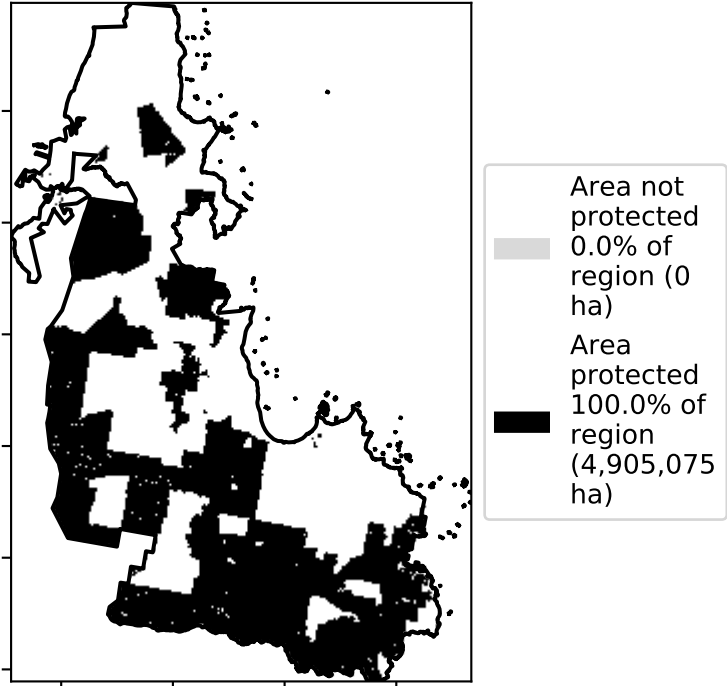 Area not
protected
0.0% of
region (0
ha)
Area
protected
100.0% of
region
(4,905,075
ha)